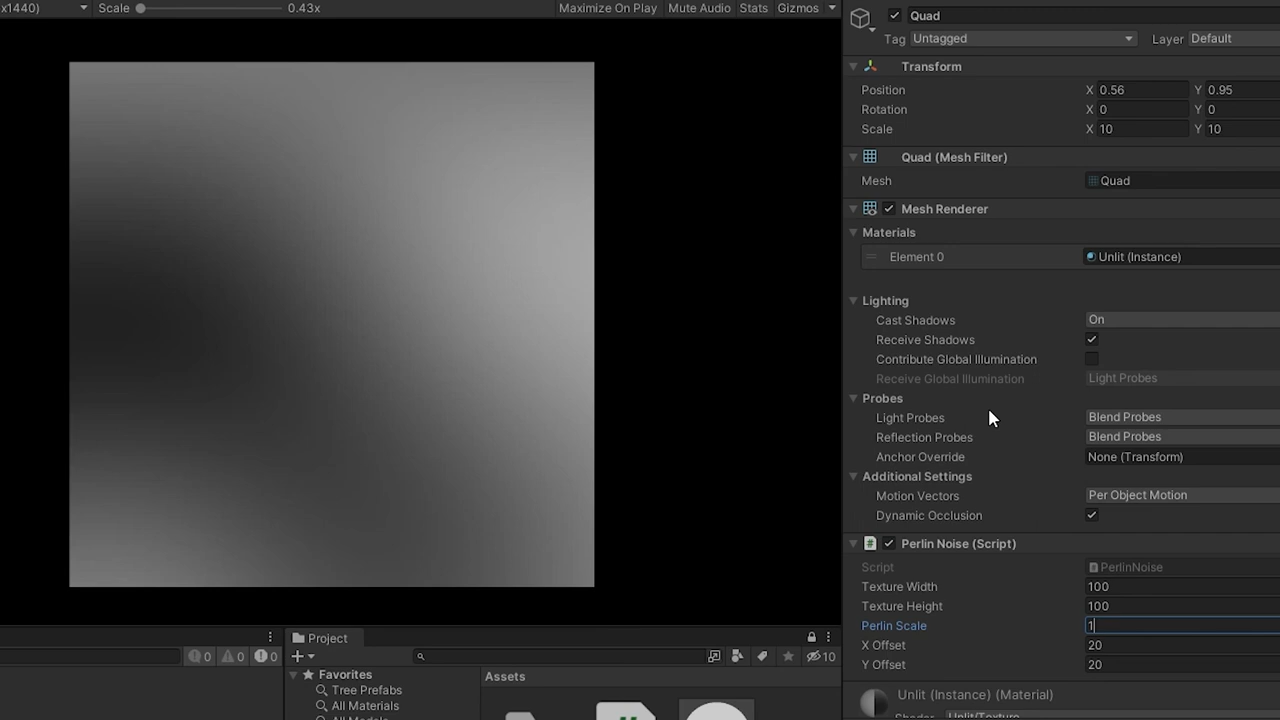 x1440)
Scale 0.43x Maximize On Play Mute Audio Stats Gizmos
Quad
Tag Untagged Layer Default
Transform
Position X 0.56 Y 0.95
Rotation X 0 Y 0
Scale X 10 Y 10
Quad (Mesh Filter)
Mesh Quad
Mesh Renderer
Materials
Element 0 Unlit (Instance)
Lighting
Cast Shadows On
Receive Shadows
Contribute Global Illumination
Receive Global Illumination Light Probes
Probes
Light Probes Blend Probes
Reflection Probes Blend Probes
Anchor Override None (Transform)
Additional Settings
Motion Vectors Per Object Motion
Dynamic Occlusion
Perlin Noise (Script)
Script PerlinNoise
Texture Width 100
Texture Height 100
Perlin Scale 1
X Offset 20
Y Offset 20
Unlit (Instance) (Material)
Shader Unlit/Texture
Project
0 0 0
10
Favorites
Tree Prefabs
All Materials
All Models
Assets